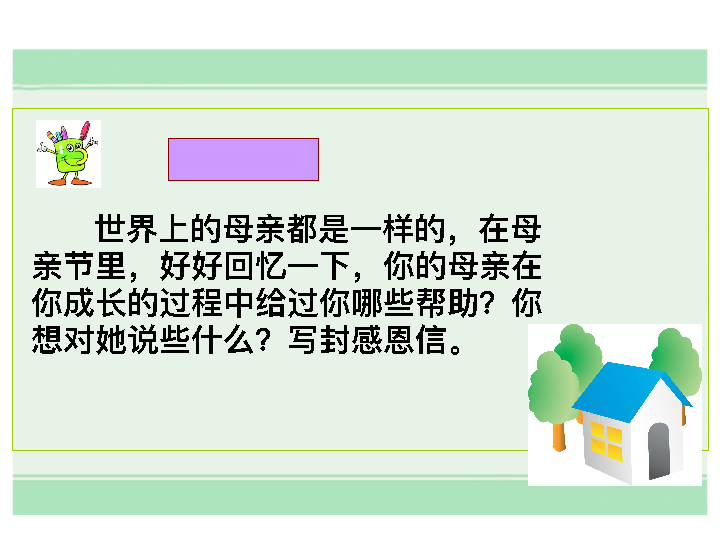 世界上的母亲都是一样的，在母
亲节里，好好回忆一下，你的母亲在
你成长的过程中给过你哪些帮助？你
想对她说些什么？写封感恩信。